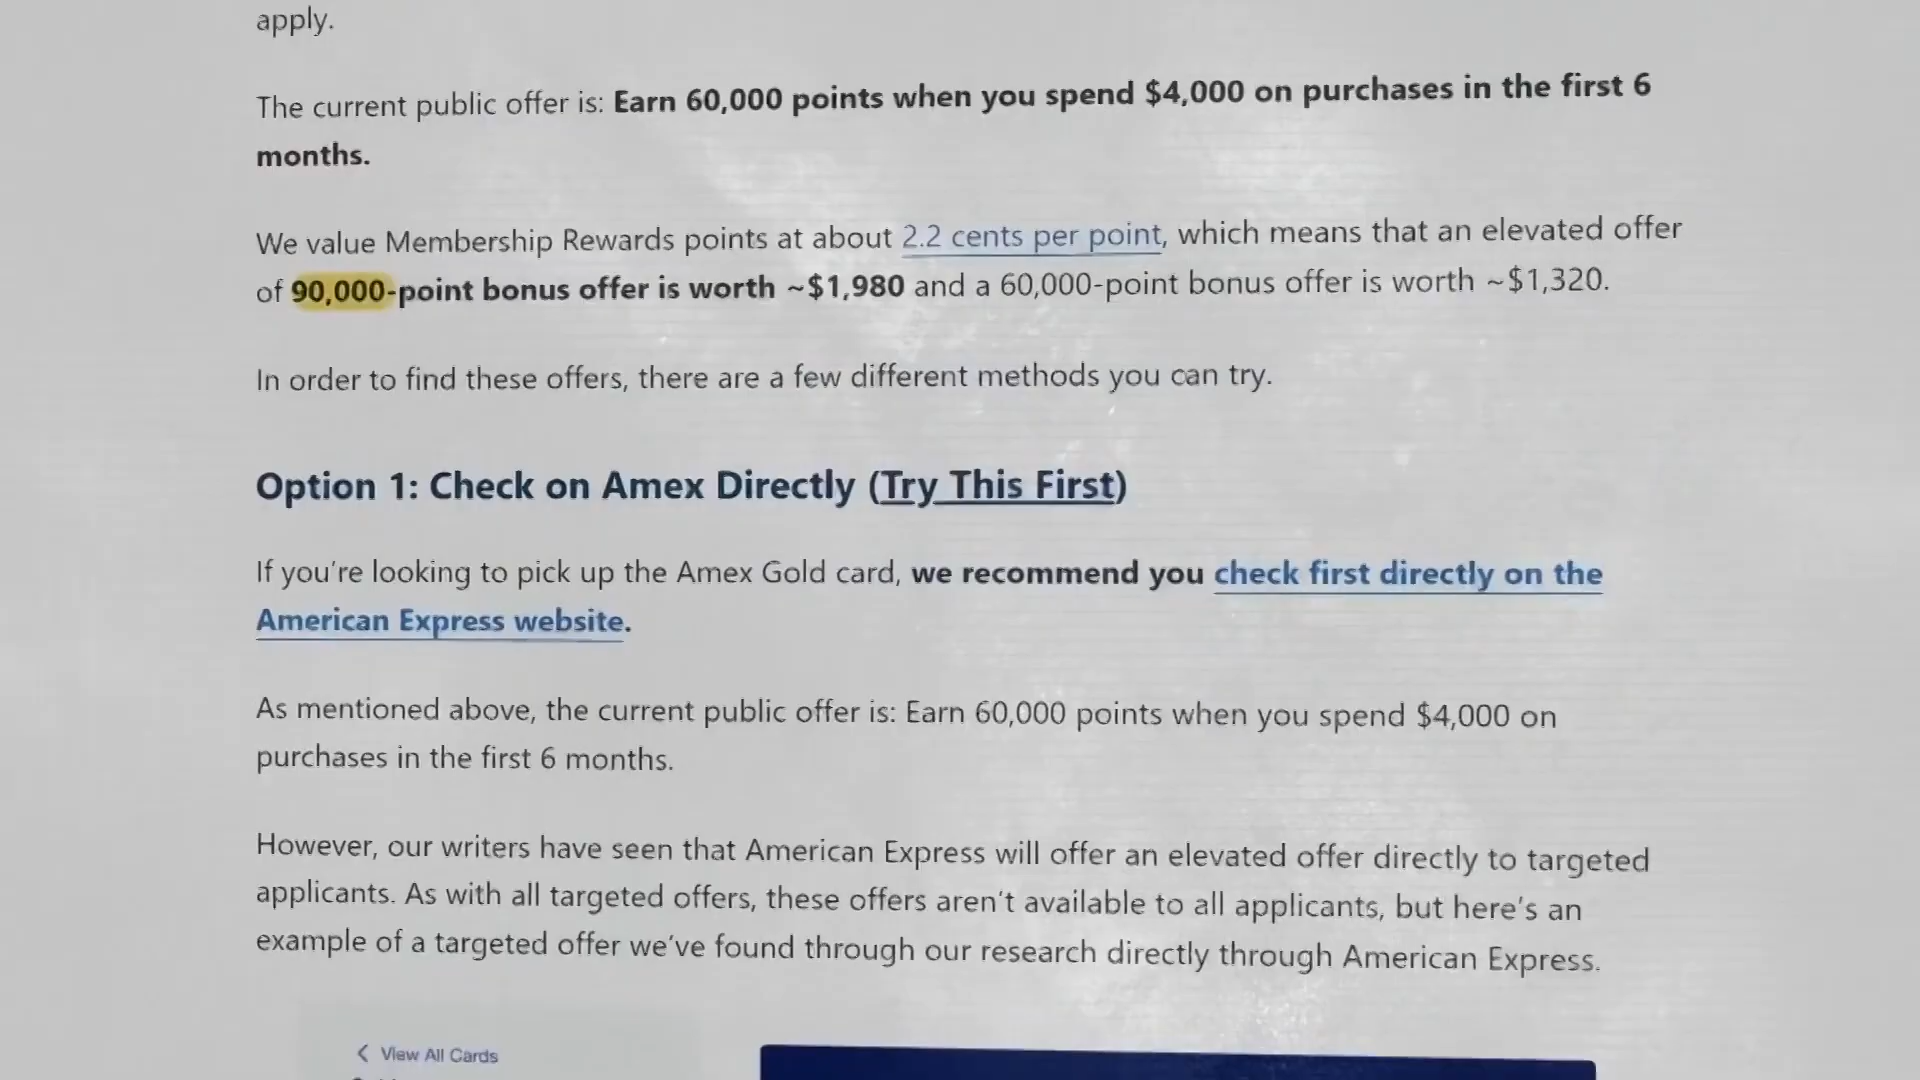 apply.
The current public offer is: Earn 60,000 points when you spend $4,000 on purchases in the first 6
months.
We value Membership Rewards points at about 2.2 cents per point, which means that an elevated offer
of 90,000-point bonus offer is worth ~$1,980 and a 60,000-point bonus offer is worth ~$1,320.
In order to find these offers, there are a few different methods you can try.
Option 1: Check on Amex Directly (Try This First)
If you're looking to pick up the Amex Gold card, we recommend you check first directly on the
American Express website.
As mentioned above, the current public offer is: Earn 60,000 points when you spend $4,000 on
purchases in the first 6 months.
However, our writers have seen that American Express will offer an elevated offer directly to targeted
applicants. As with all targeted offers, these offers aren't available to all applicants, but here's an
example of a targeted offer we've found through our research directly through American Express.
View All Cards